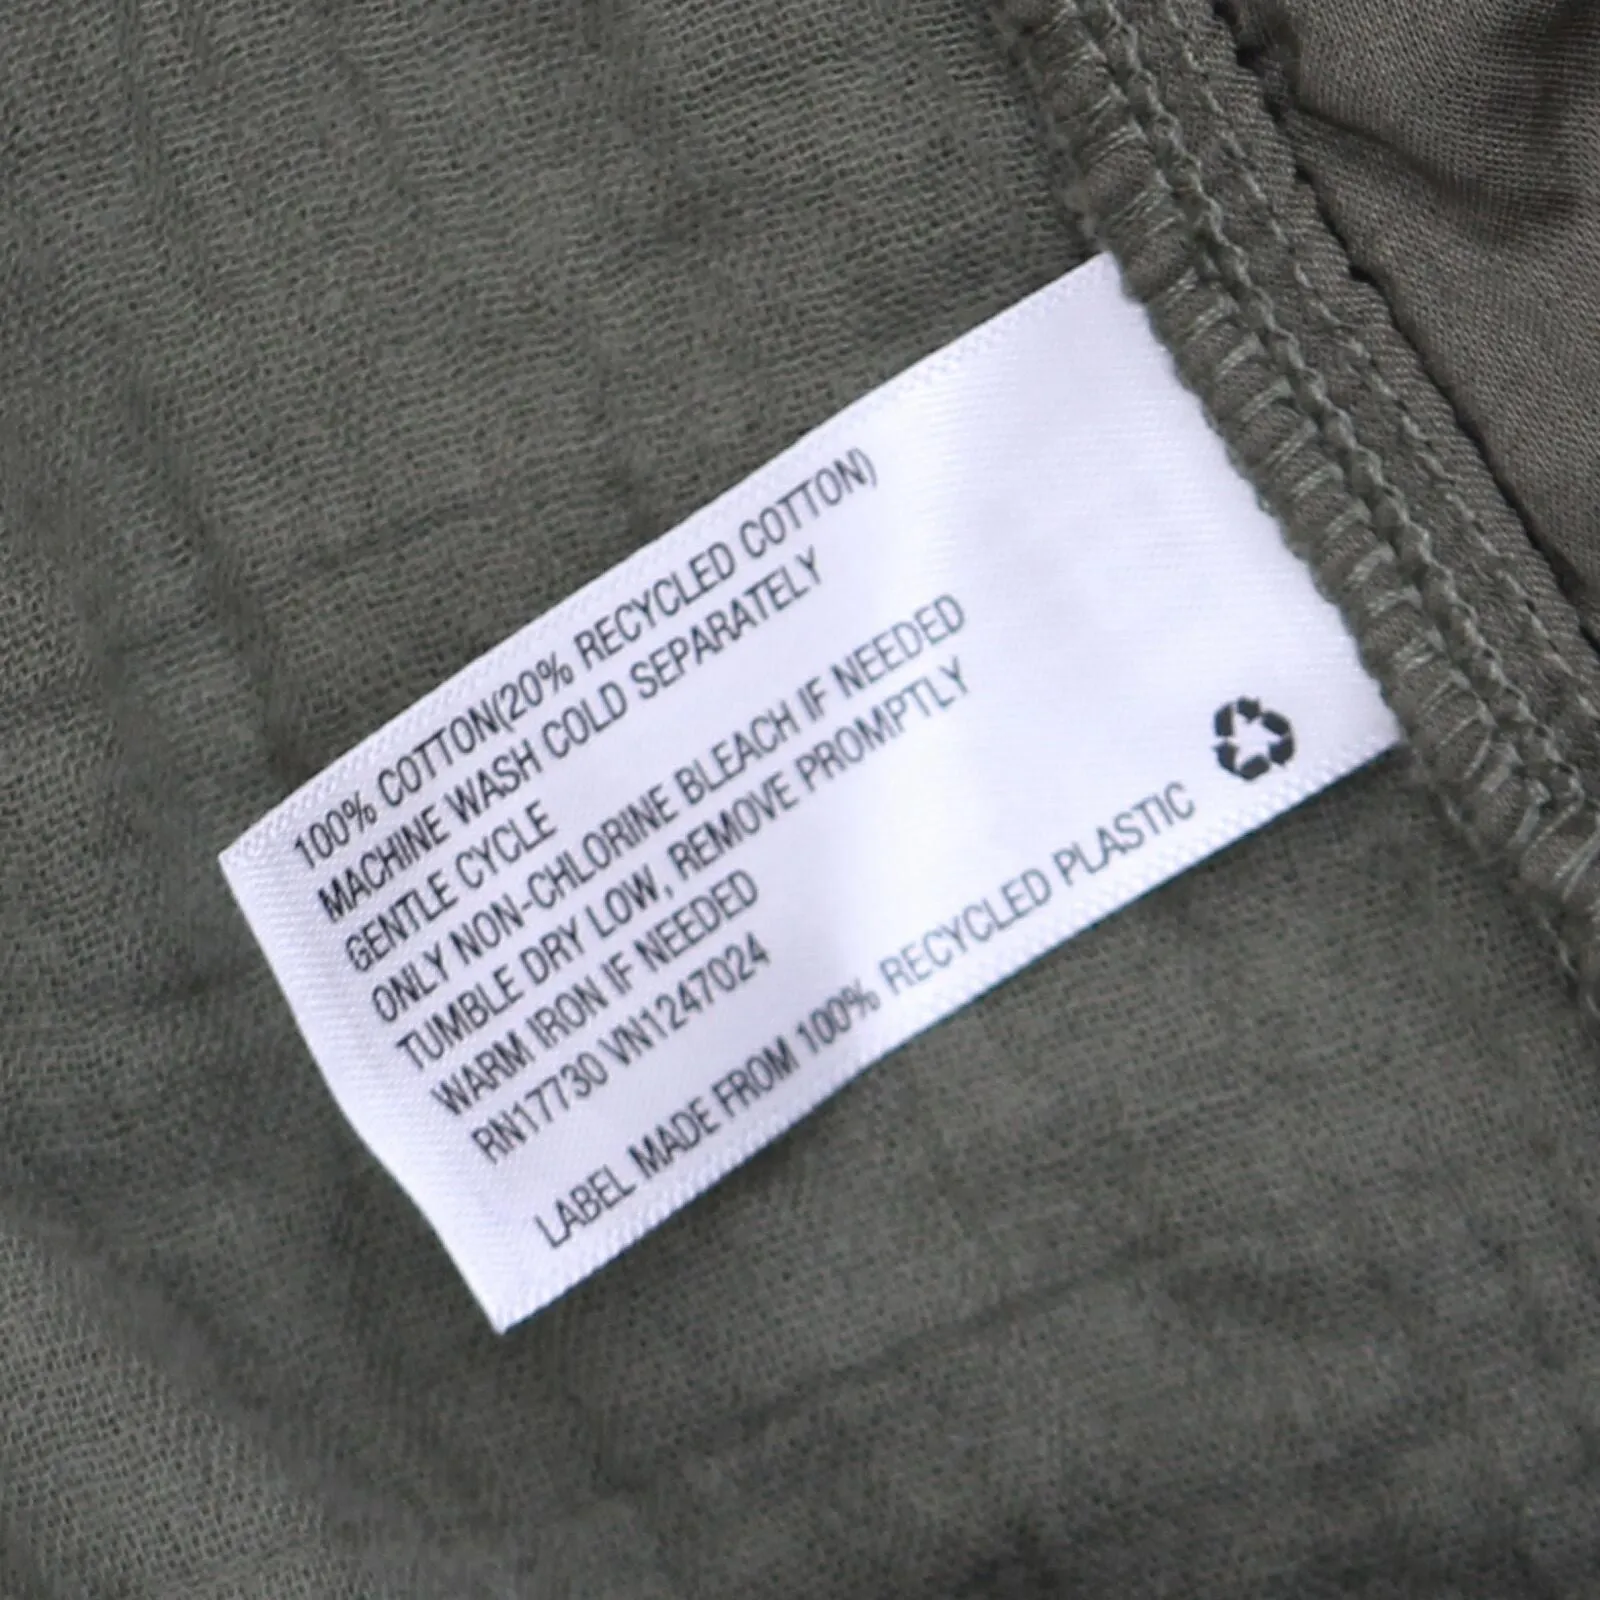 100% COTTON(20% RECYCLED COTTON)
MACHINE WASH COLD SEPARATELY
GENTLE CYCLE
ONLY NON-CHLORINE BLEACH IF NEEDED
TUMBLE DRY LOW, REMOVE PROMPTLY
WARM IRON IF NEEDED
RN17730 VN1247024
LABEL MADE FROM 100% RECYCLED PLASTIC